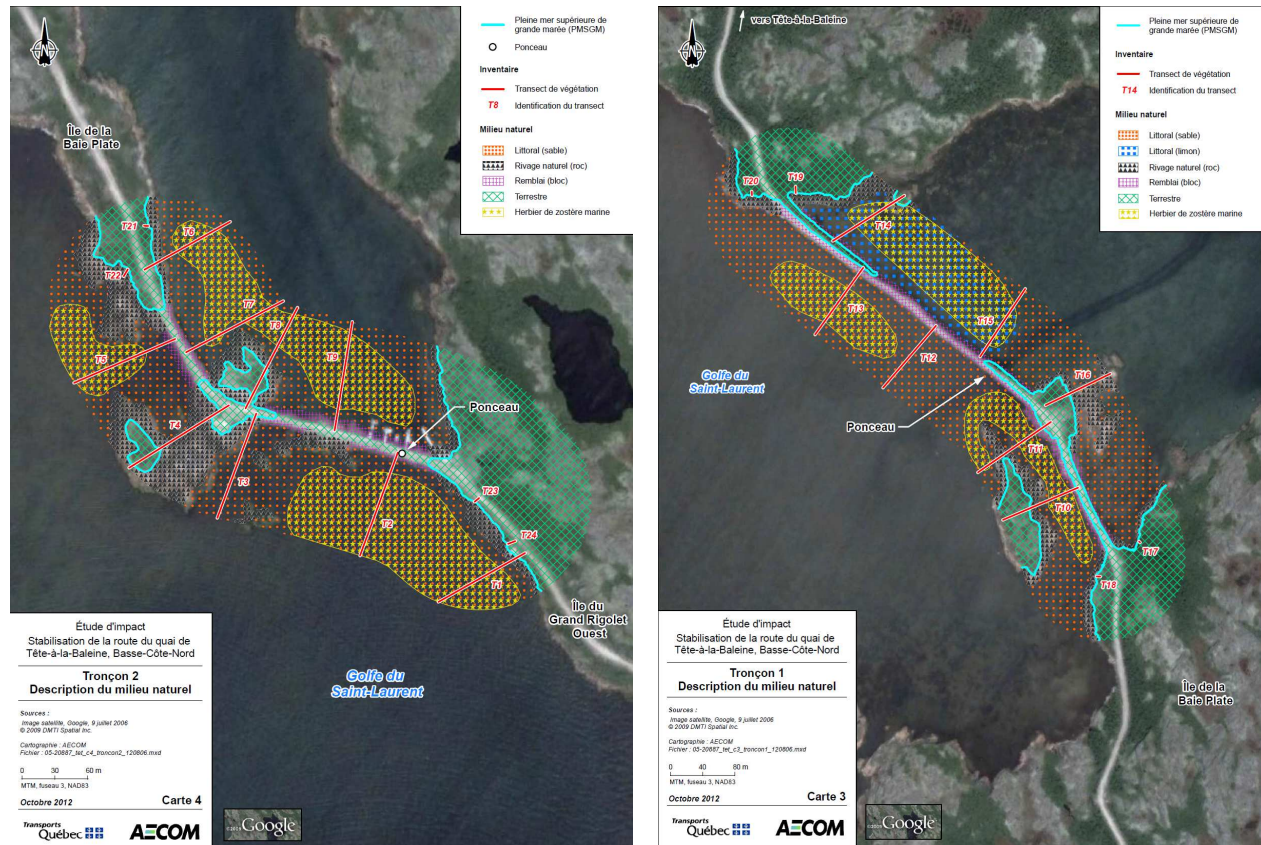 Pleine mer supérieure de
grande marée (PMSGM)
Ponceau
Inventaire
Transect de végétation
T8 Identification du transect
Milieu naturel
Littoral (sable)
Rivage naturel (roc)
Remblai (bloc)
Terrestre
Herbier de zostère marine
Île de la
Baie Plate
T21
T6
T22
T7
T8
T5
T9
T4
Ponceau
T3
T23
T2
T24
T1
Île du
Grand Rigolet
Ouest
Golfe du
Saint-Laurent
Étude d'impact
Stabilisation de la route du quai de
Tête-à-la-Baleine, Basse-Côte-Nord
Tronçon 2
Description du milieu naturel
Sources :
Image satellite, Google, 9 juillet 2006
© 2009 DMTI Spatial Inc.
Cartographie : AECOM
Fichier : 05-20887_tet_c4_troncon2_120806.mxd
0 30 60 m
MTM, fuseau 3, NAD83
Octobre 2012 Carte 4
Transports
Québec
AECOM
©2009 Google
vers Tête-à-la-Baleine
Pleine mer supérieure de
grande marée (PMSGM)
Inventaire
Transect de végétation
T14 Identification du transect
Milieu naturel
Littoral (sable)
Littoral (limon)
Rivage naturel (roc)
Remblai (bloc)
Terrestre
Herbier de zostère marine
T20
T19
T14
T13
T15
T12
Golfe du
Saint-Laurent
T16
Ponceau
T11
T10
T17
T18
Île de la
Baie Plate
Étude d'impact
Stabilisation de la route du quai de
Tête-à-la-Baleine, Basse-Côte-Nord
Tronçon 1
Description du milieu naturel
Sources :
Image satellite, Google, 9 juillet 2006
© 2009 DMTI Spatial Inc.
Cartographie : AECOM
Fichier : 05-20887_tet_c3_troncon1_120806.mxd
0 40 80 m
MTM, fuseau 3, NAD83
Octobre 2012 Carte 3
Transports
Québec
AECOM
©2009 Google